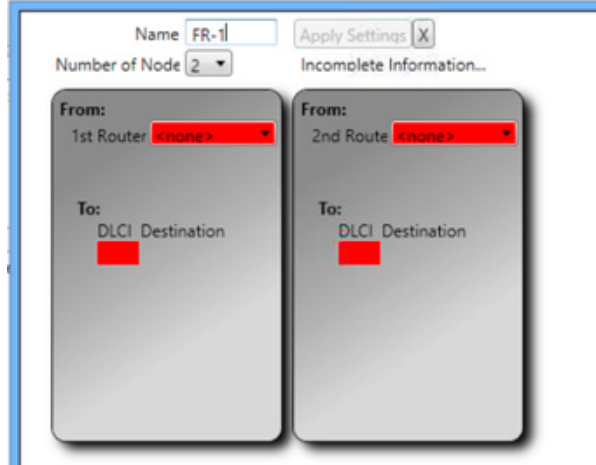 Name FR-1 Apply Settings X
Number of Node 2
Incomplete Information...
From:
1st Router <none>
To:
DLCI Destination
From:
2nd Route <none>
To:
DLCI Destination